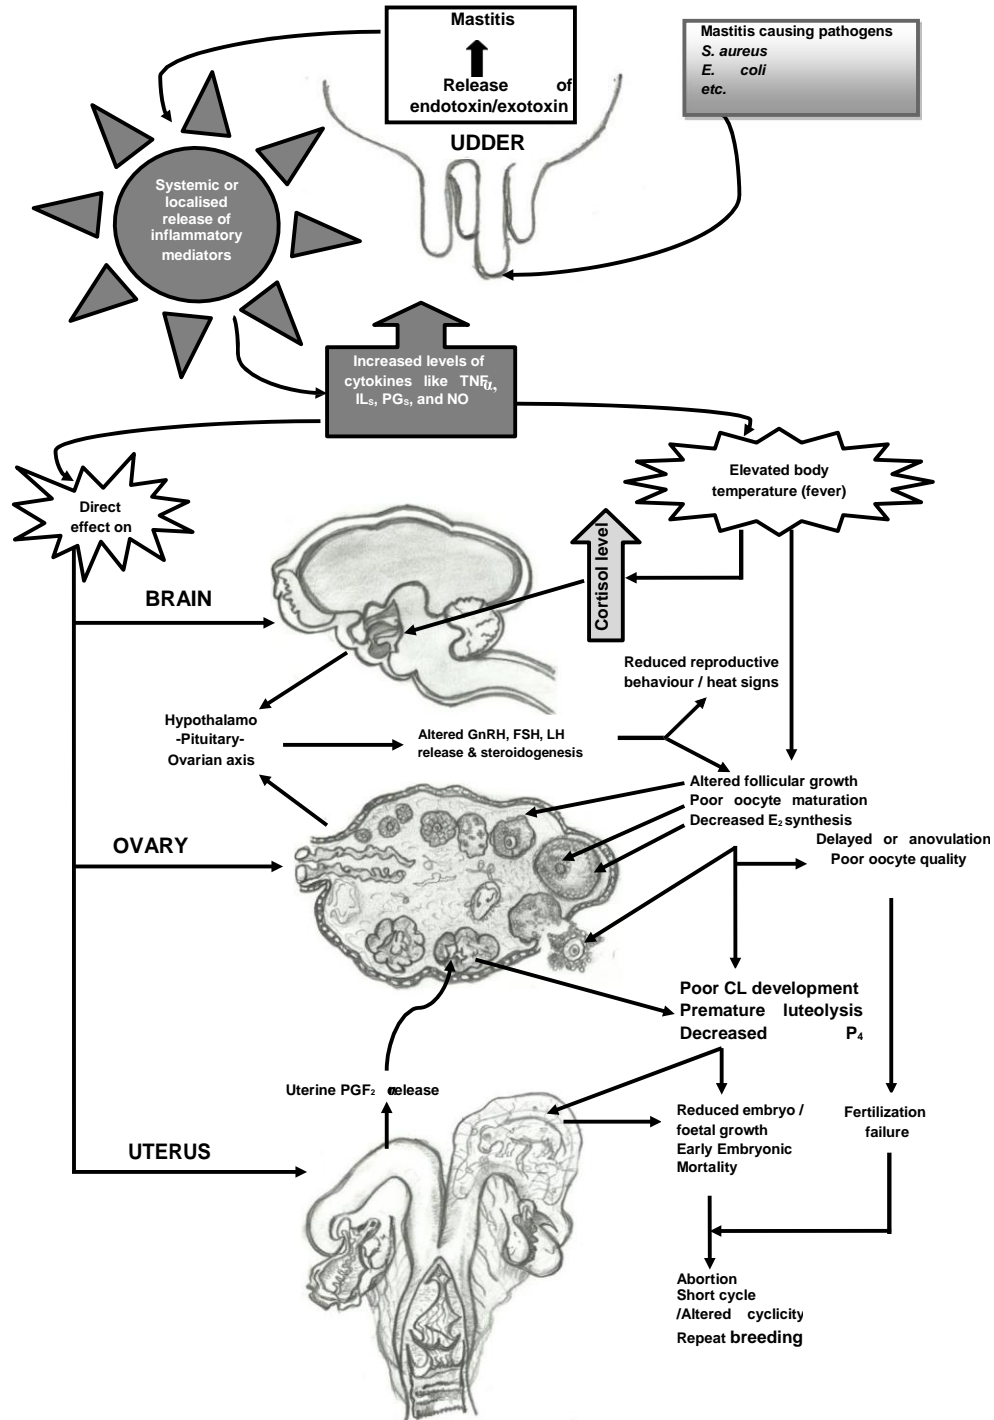 Mastitis
Release of
endotoxin/exotoxin
UDDER
Mastitis causing pathogens
S. aureus
E. coli
etc.
Systemic or
localised
release of
inflammatory
mediators
Increased levels of
cytokines like TNFα,
ILs, PGs, and NO
Direct
effect on
Elevated body
temperature (fever)
Cortisol level
BRAIN
Reduced reproductive
behaviour / heat signs
Hypothalamo
-Pituitary-
Ovarian axis
Altered GnRH, FSH, LH
release & steroidogenesis
Altered follicular growth
Poor oocyte maturation
Decreased E₂ synthesis
OVARY
Delayed or anovulation
Poor oocyte quality
Poor CL development
Premature luteolysis
Decreased P₄
Uterine PGF₂α release
Reduced embryo /
foetal growth
Early Embryonic
Mortality
Fertilization
failure
UTERUS
Abortion
Short cycle
/Altered cyclicity
Repeat breeding